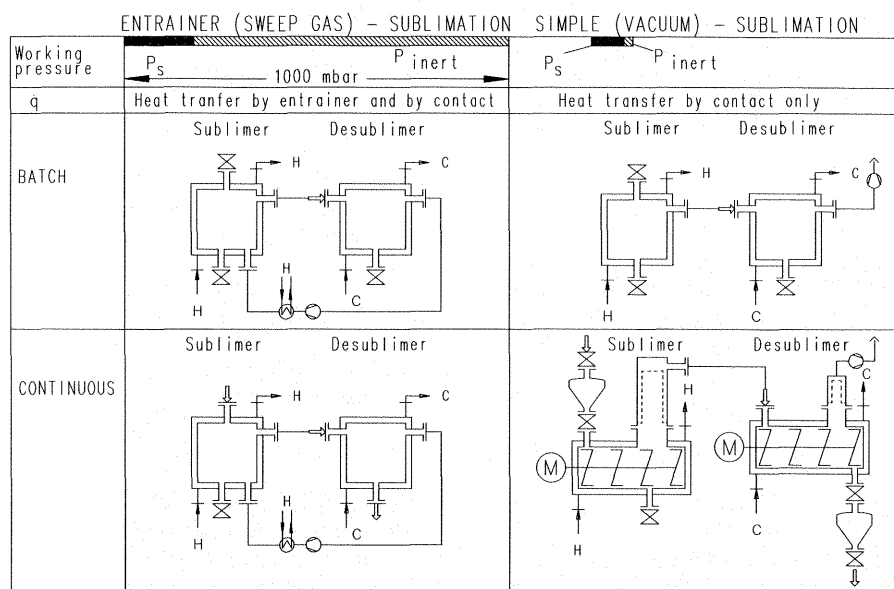 ENTRAINER (SWEEP GAS) – SUBLIMATION SIMPLE (VACUUM) – SUBLIMATION
Working pressure
Ps P inert
1000 mbar
Ps P inert
q̇ Heat tranfer by entrainer and by contact Heat transfer by contact only
BATCH
Sublimer Desublimer
H C
H H C
Sublimer Desublimer
H C
H C
CONTINUOUS
Sublimer Desublimer
H C
H H C
Sublimer Desublimer
H C
M M
H C